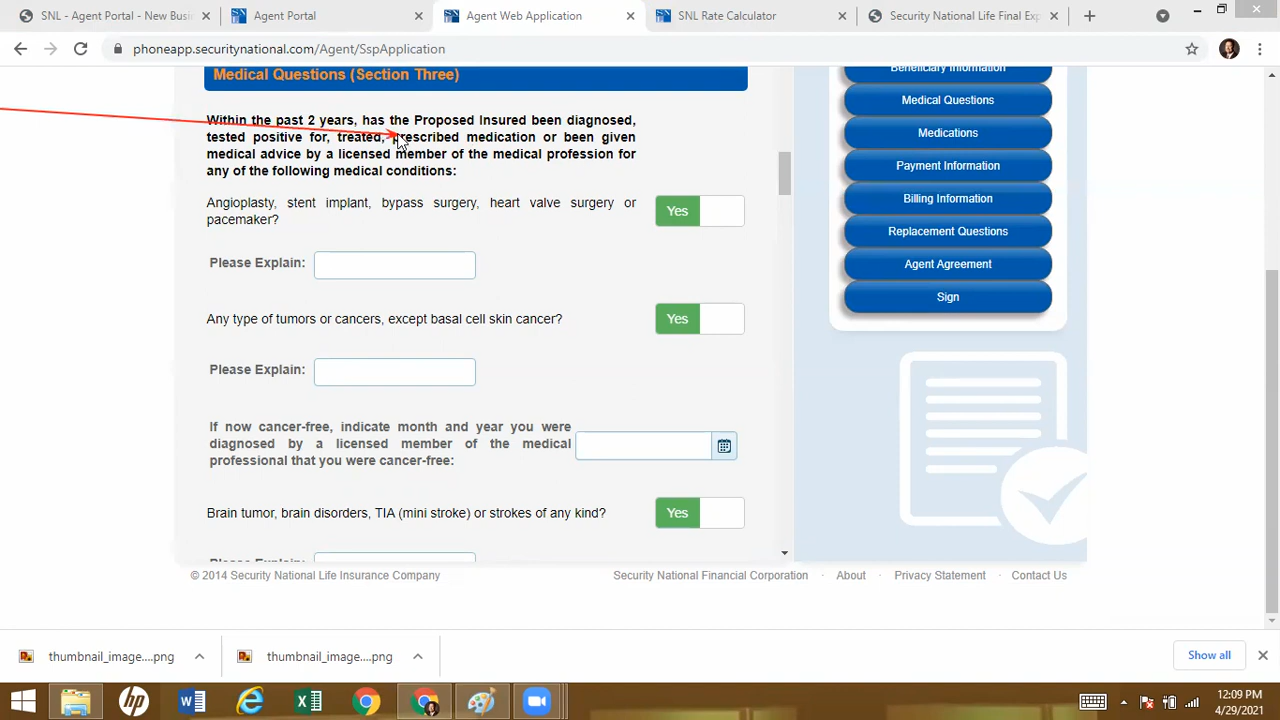 SNL - Agent Portal - New Busi
Agent Portal
Agent Web Application
SNL Rate Calculator
Security National Life Final Exp
phoneapp.securitynational.com/Agent/SspApplication
Medical Questions (Section Three)
Within the past 2 years, has the Proposed Insured been diagnosed,
tested positive for, treated, prescribed medication or been given
medical advice by a licensed member of the medical profession for
any of the following medical conditions:
Angioplasty, stent implant, bypass surgery, heart valve surgery or
pacemaker?
Yes
Please Explain:
Any type of tumors or cancers, except basal cell skin cancer?
Yes
Please Explain:
If now cancer-free, indicate month and year you were
diagnosed by a licensed member of the medical
professional that you were cancer-free:
Brain tumor, brain disorders, TIA (mini stroke) or strokes of any kind?
Yes
Please Explain:
Beneficiary Information
Medical Questions
Medications
Payment Information
Billing Information
Replacement Questions
Agent Agreement
Sign
© 2014 Security National Life Insurance Company
Security National Financial Corporation · About · Privacy Statement · Contact Us
thumbnail_image....png
thumbnail_image....png
Show all
12:09 PM
4/29/2021